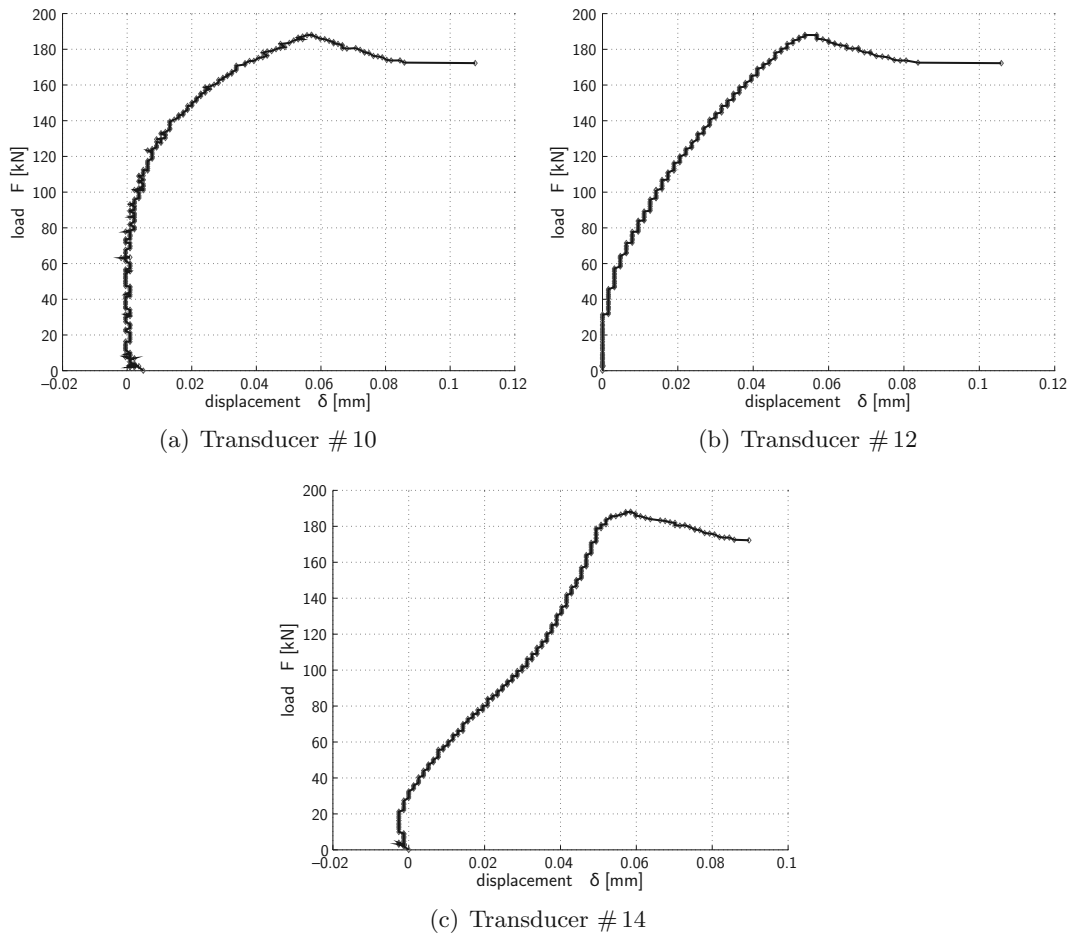 200
180
160
140
120
100
80
60
40
20
0
load F [kN]
–0.02 0 0.02 0.04 0.06 0.08 0.1 0.12
displacement δ [mm]
(a) Transducer # 10
200
180
160
140
120
100
80
60
40
20
0
load F [kN]
0 0.02 0.04 0.06 0.08 0.1 0.12
displacement δ [mm]
(b) Transducer # 12
200
180
160
140
120
100
80
60
40
20
0
load F [kN]
–0.02 0 0.02 0.04 0.06 0.08 0.1
displacement δ [mm]
(c) Transducer # 14